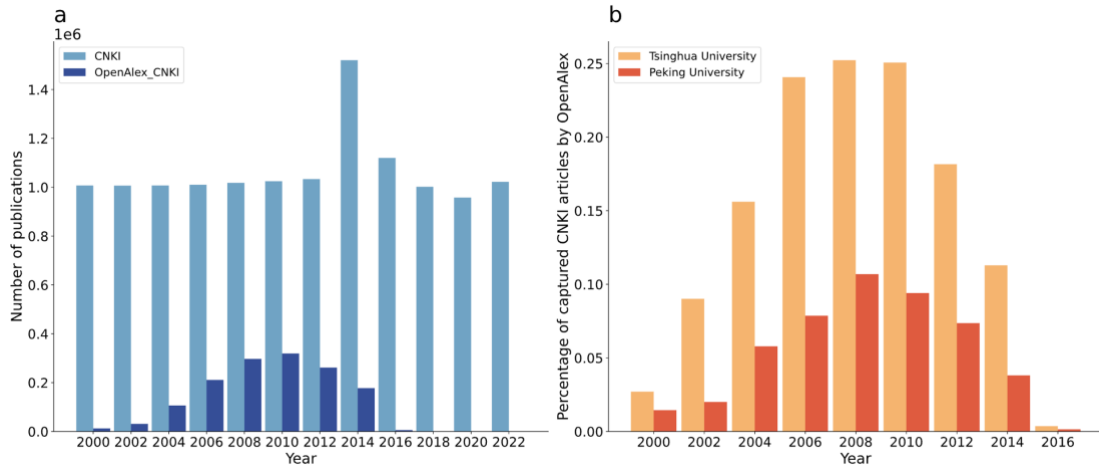 a
1e6
CNKI
OpenAlex_CNKI
Number of publications
1.4
1.2
1.0
0.8
0.6
0.4
0.2
0.0
2000 2002 2004 2006 2008 2010 2012 2014 2016 2018 2020 2022
Year
b
Tsinghua University
Peking University
Percentage of captured CNKI articles by OpenAlex
0.25
0.20
0.15
0.10
0.05
0.00
2000 2002 2004 2006 2008 2010 2012 2014 2016
Year